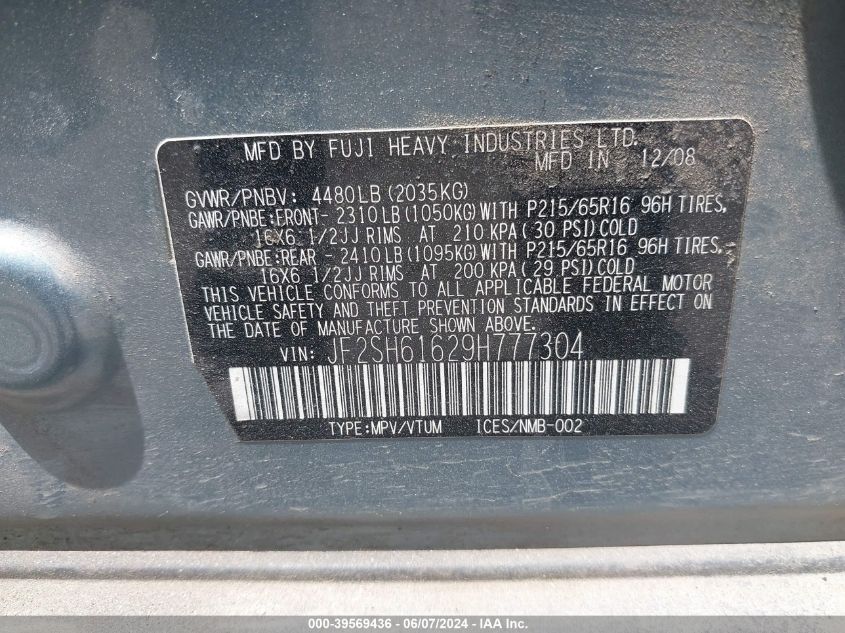 MFD BY FUJI HEAVY INDUSTRIES LTD.
MFD IN 12/08
GVWR/PNBV: 4480LB (2035KG)
GAWR/PNBE:FRONT- 2310LB(1050KG)WITH P215/65R16 96H TIRES,
16X6 1/2JJ RIMS AT 210 KPA(30 PSI)COLD
GAWR/PNBE:REAR - 2410LB(1095KG)WITH P215/65R16 96H TIRES,
16X6 1/2JJ RIMS AT 200 KPA(29 PSI)COLD
THIS VEHICLE CONFORMS TO ALL APPLICABLE FEDERAL MOTOR
VEHICLE SAFETY AND THEFT PREVENTION STANDARDS IN EFFECT ON
THE DATE OF MANUFACTURE SHOWN ABOVE.
VIN: JF2SH61629H777304
TYPE:MPV/VTUM ICES/NMB-002
000-39569436 - 06/07/2024 - IAA Inc.